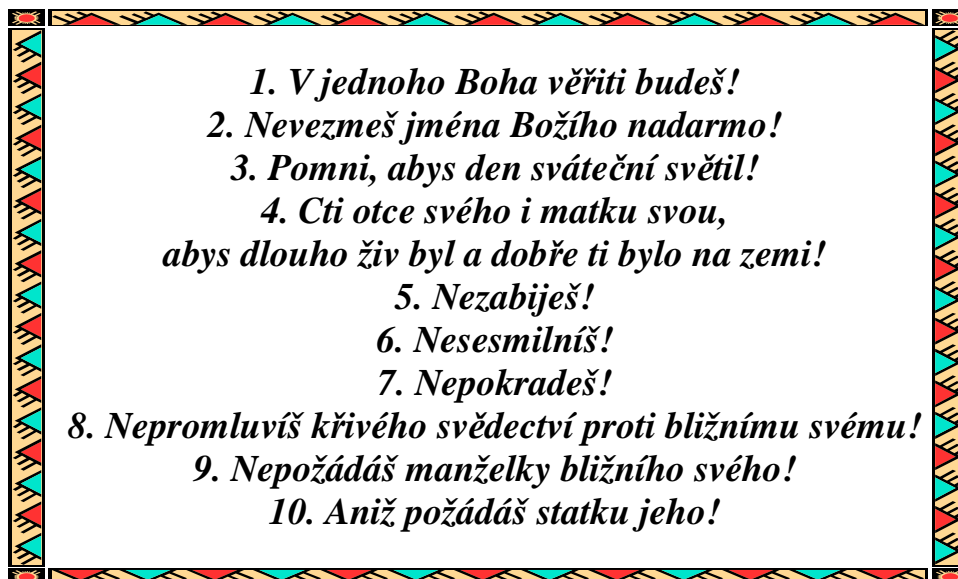 1. V jednoho Boha věřiti budeš!
2. Nevezmeš jména Božího nadarmo!
3. Pomni, abys den sváteční světil!
4. Cti otce svého i matku svou,
abys dlouho živ byl a dobře ti bylo na zemi!
5. Nezabiješ!
6. Nesesmilníš!
7. Nepokradeš!
8. Nepromluvíš křivého svědectví proti bližnímu svému!
9. Nepožádáš manželky bližního svého!
10. Aniž požádáš statku jeho!